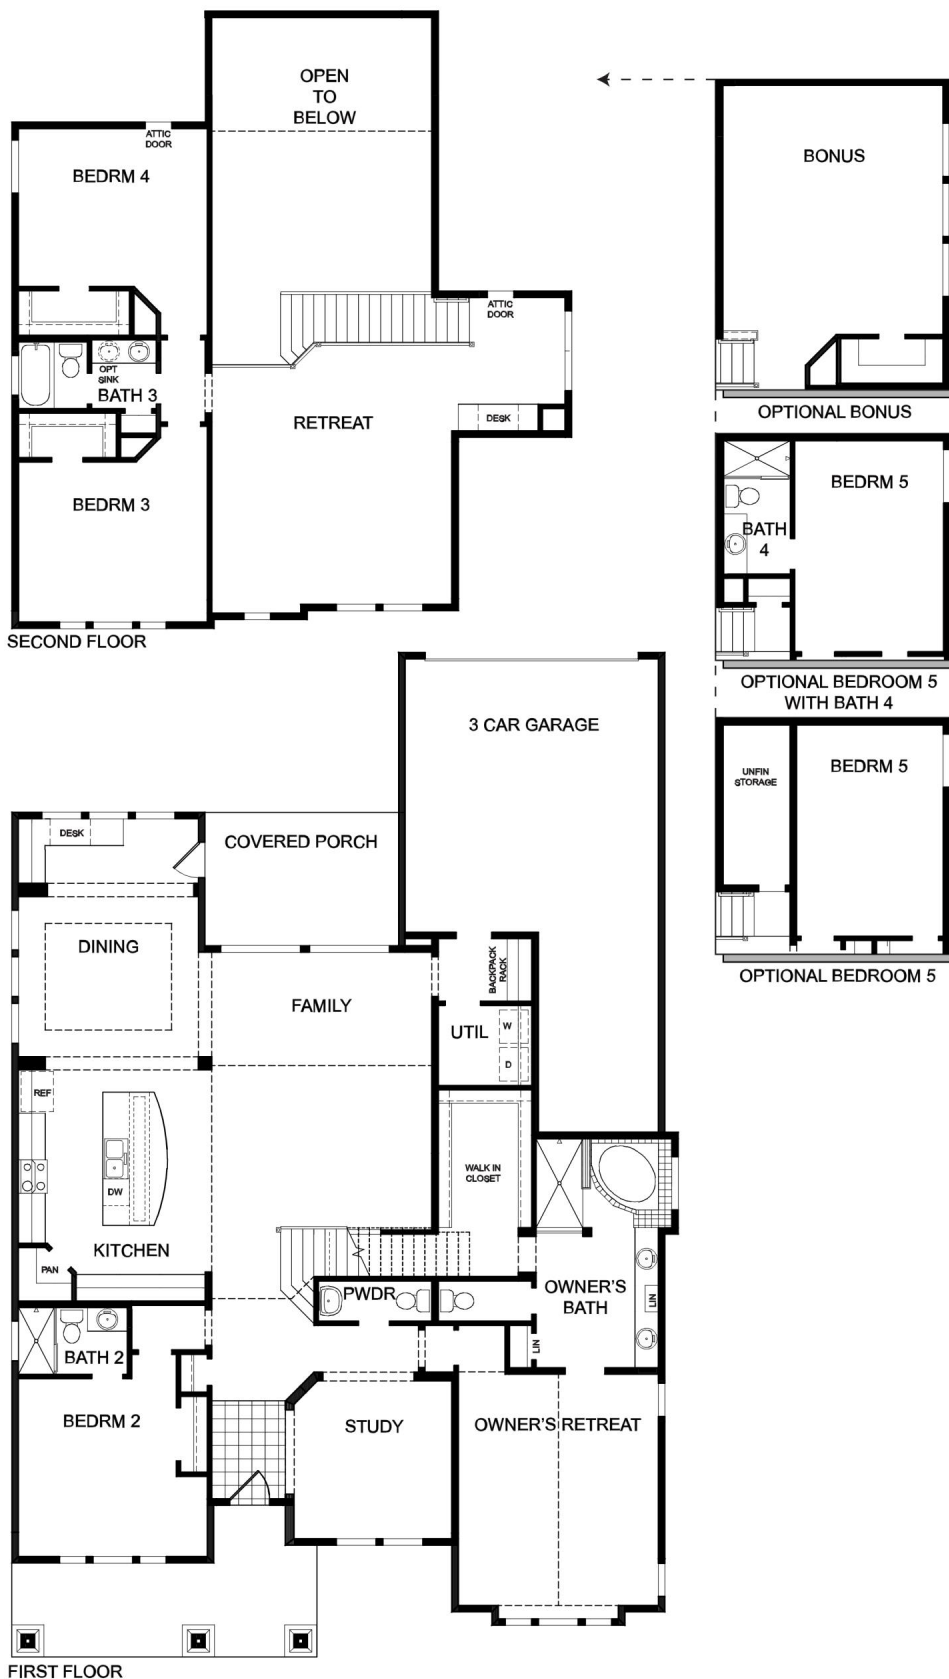 OPEN
TO
BELOW
ATTIC
DOOR
BEDRM 4
ATTIC
DOOR
OPT
SINK
BATH 3
RETREAT
DESK
BEDRM 3
SECOND FLOOR
BONUS
OPTIONAL BONUS
BEDRM 5
BATH
4
OPTIONAL BEDROOM 5
WITH BATH 4
BEDRM 5
UNFIN
STORAGE
OPTIONAL BEDROOM 5
3 CAR GARAGE
DESK
COVERED PORCH
DINING
BACKPACK
RACK
FAMILY
UTIL
W
D
REF
WALK IN
CLOSET
DW
KITCHEN
PAN
PWDR
OWNER'S
BATH
LIN
LIN
BATH 2
BEDRM 2
STUDY
OWNER'S RETREAT
FIRST FLOOR